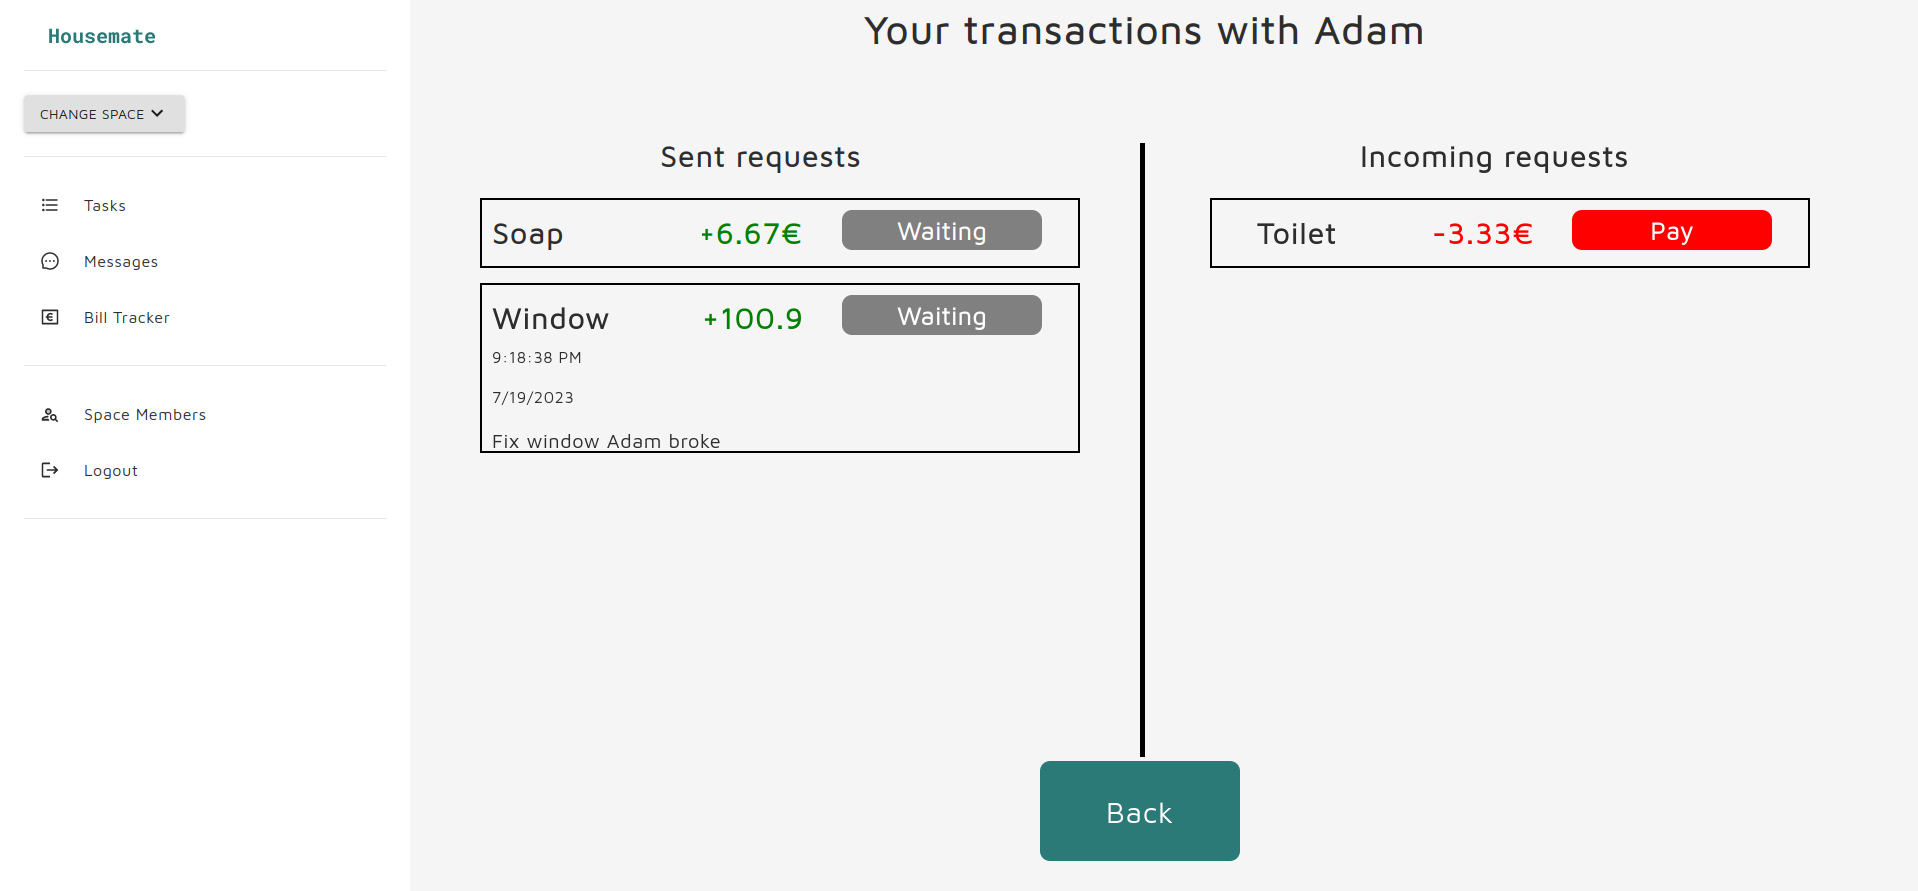 Housemate
CHANGE SPACE
Tasks
Messages
Bill Tracker
Space Members
Logout
Your transactions with Adam
Sent requests
Soap +6.67€ Waiting
Window +100.9 Waiting
9:18:38 PM
7/19/2023
Fix window Adam broke
Incoming requests
Toilet -3.33€ Pay
Back